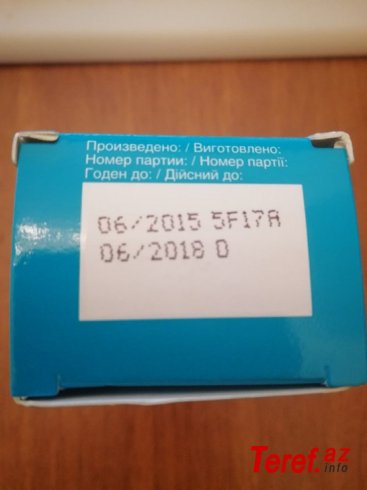 Произведено: / Виготовлено:
Номер партии: / Номер партії:
Годен до: / Дійсний до:
06/2015 5F17A
06/2018 0
Teref.az
info